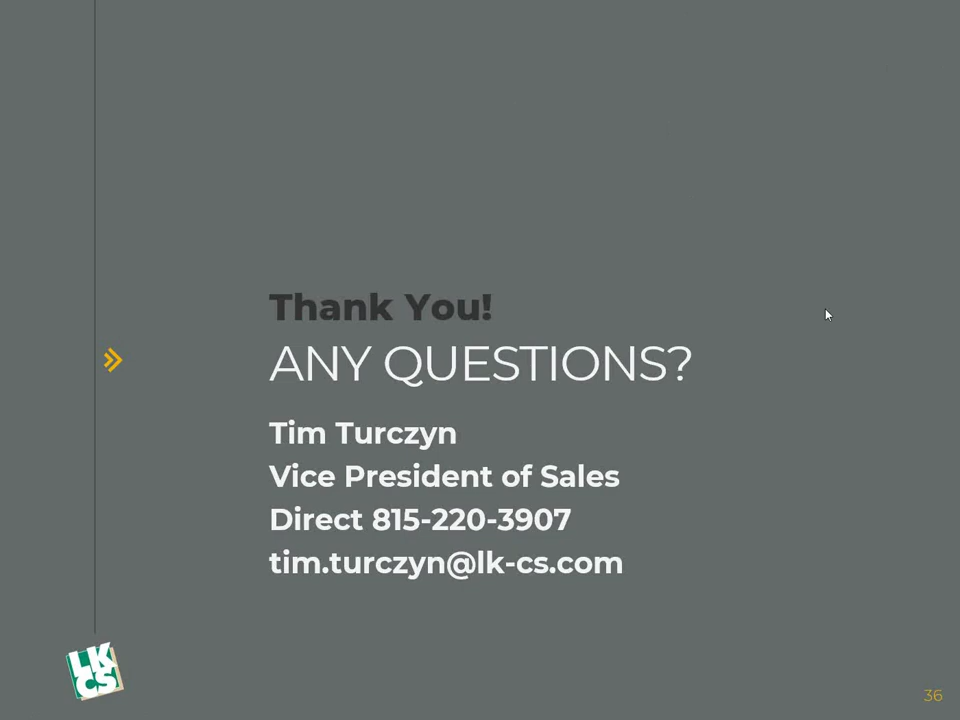 Thank You!
ANY QUESTIONS?
Tim Turczyn
Vice President of Sales
Direct 815-220-3907
tim.turczyn@lk-cs.com
LK
CS
36